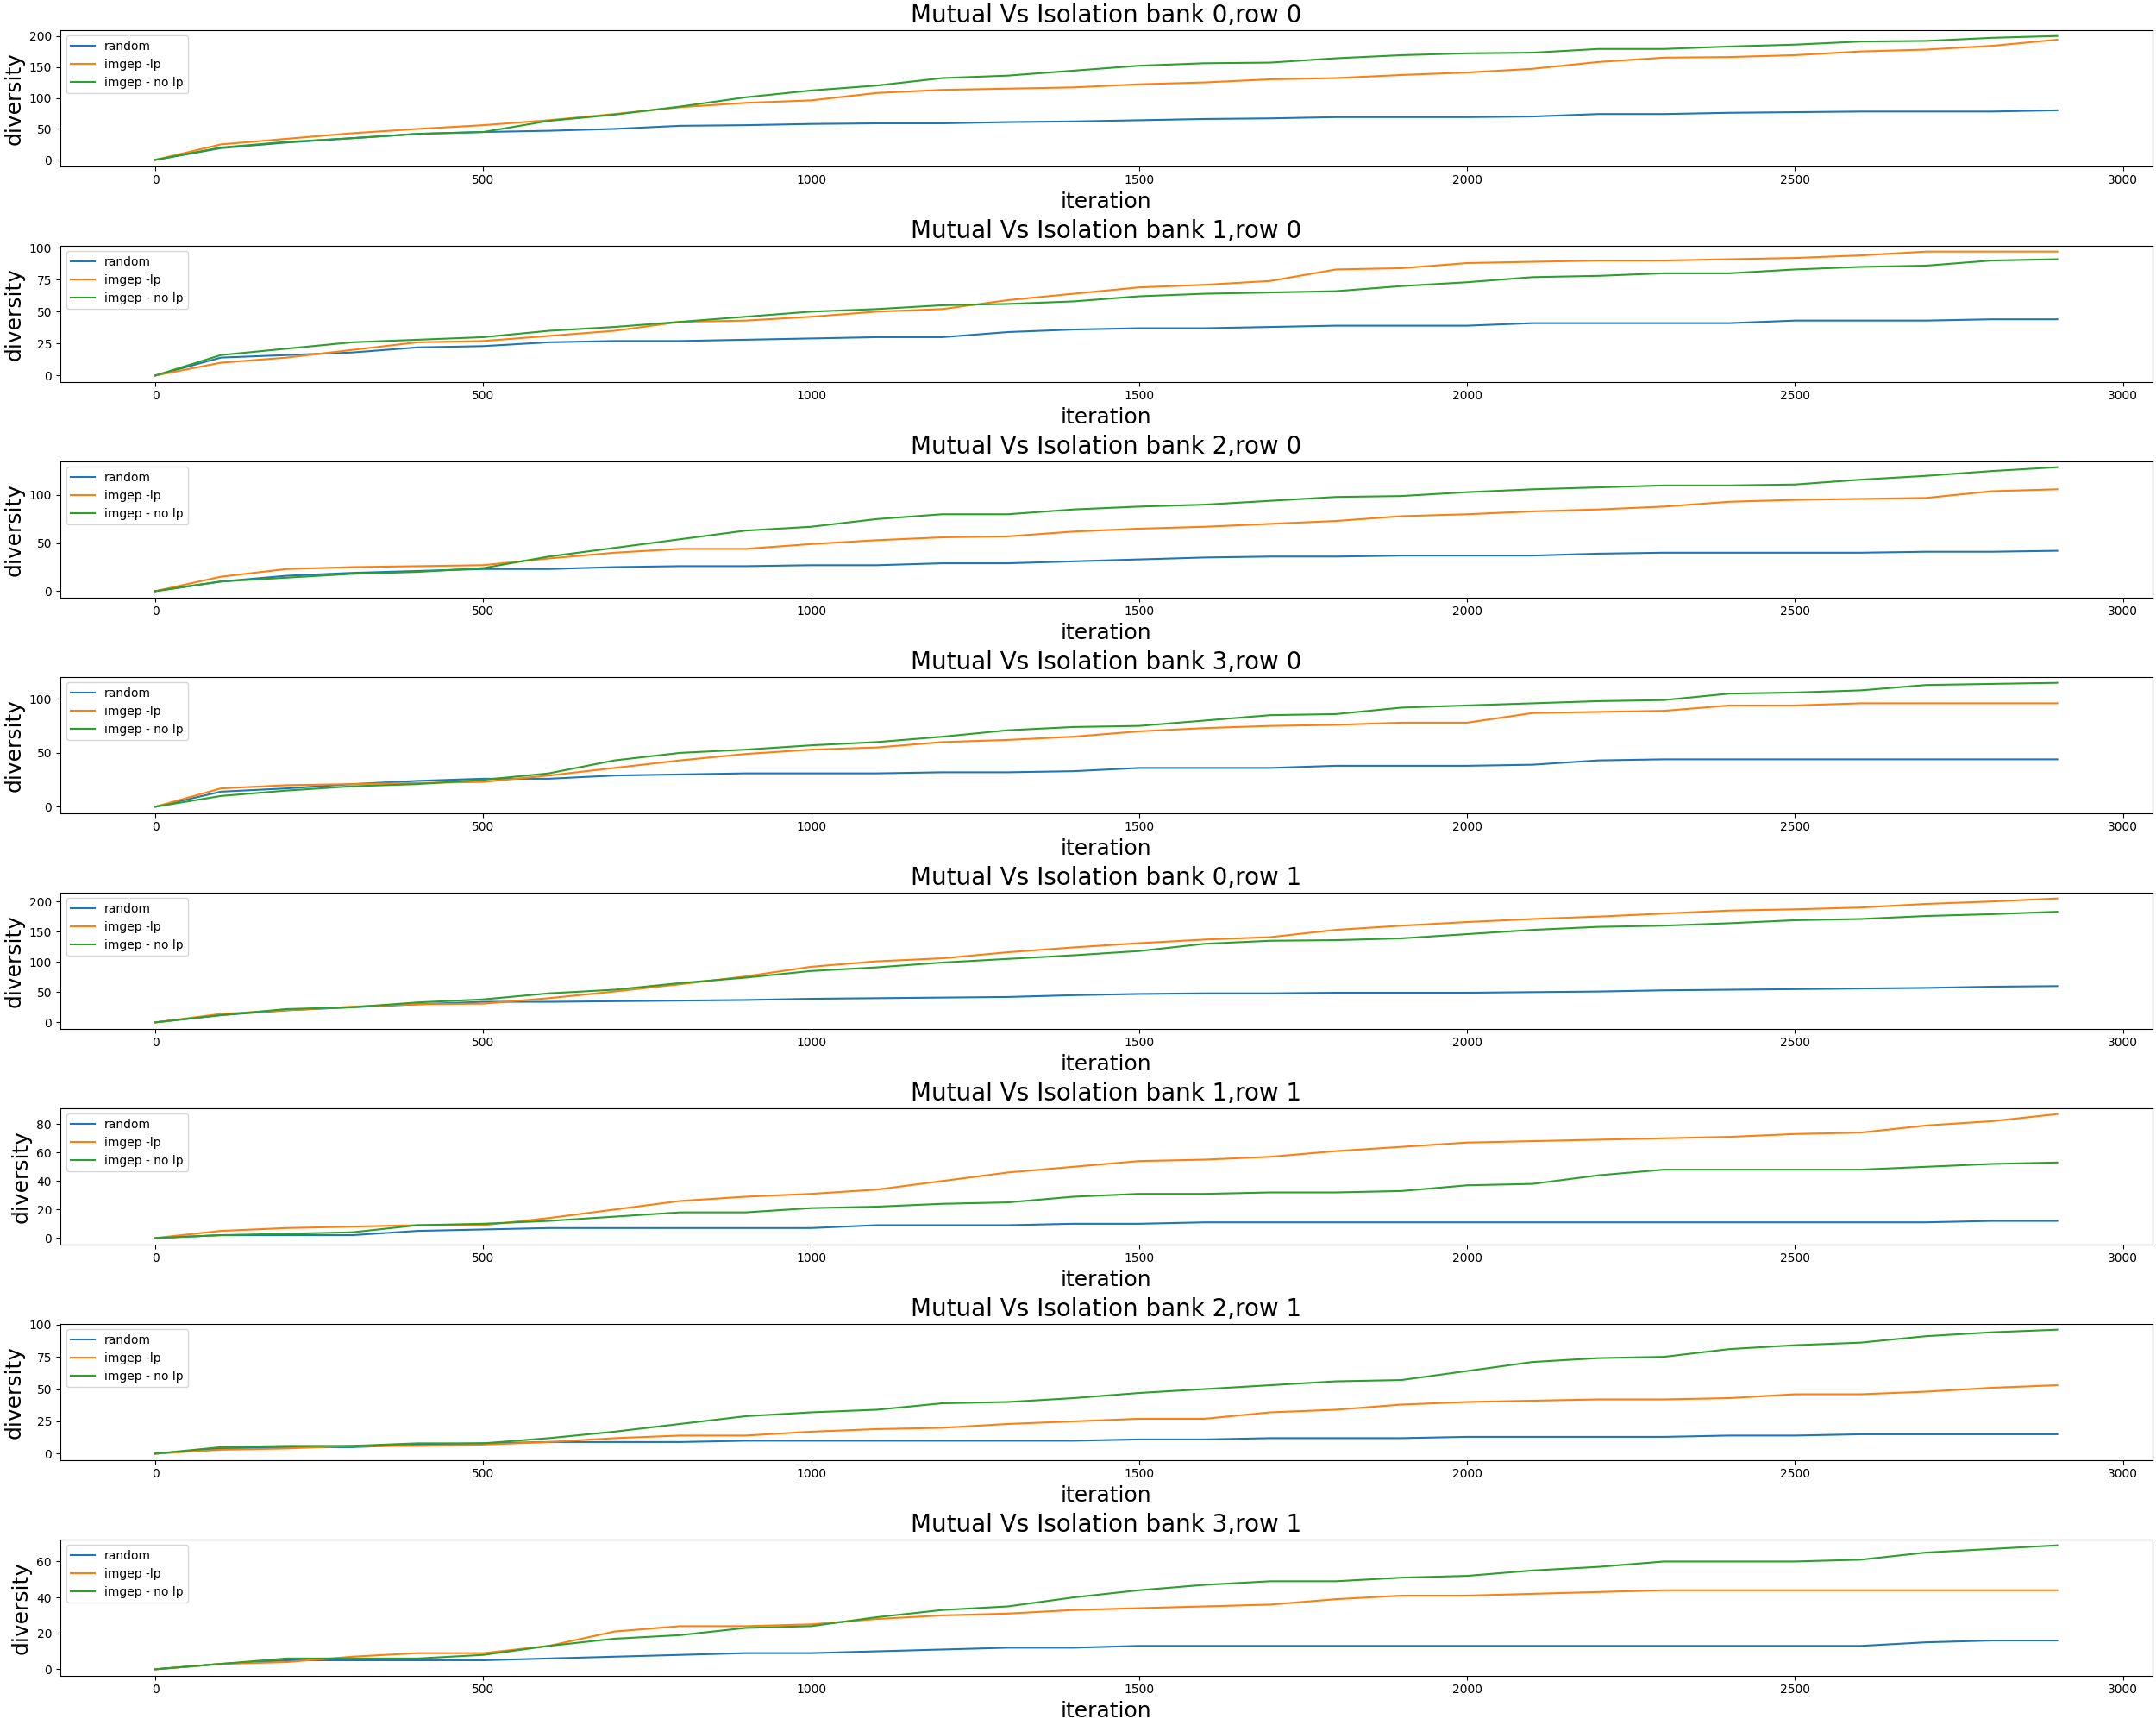 Mutual Vs Isolation bank 0,row 0
random
imgep -lp
imgep - no lp
diversity
200
150
100
50
0
0 500 1000 1500 2000 2500 3000
iteration
Mutual Vs Isolation bank 1,row 0
random
imgep -lp
imgep - no lp
diversity
100
75
50
25
0
0 500 1000 1500 2000 2500 3000
iteration
Mutual Vs Isolation bank 2,row 0
random
imgep -lp
imgep - no lp
diversity
100
50
0
0 500 1000 1500 2000 2500 3000
iteration
Mutual Vs Isolation bank 3,row 0
random
imgep -lp
imgep - no lp
diversity
100
50
0
0 500 1000 1500 2000 2500 3000
iteration
Mutual Vs Isolation bank 0,row 1
random
imgep -lp
imgep - no lp
diversity
200
150
100
50
0
0 500 1000 1500 2000 2500 3000
iteration
Mutual Vs Isolation bank 1,row 1
random
imgep -lp
imgep - no lp
diversity
80
60
40
20
0
0 500 1000 1500 2000 2500 3000
iteration
Mutual Vs Isolation bank 2,row 1
random
imgep -lp
imgep - no lp
diversity
100
75
50
25
0
0 500 1000 1500 2000 2500 3000
iteration
Mutual Vs Isolation bank 3,row 1
random
imgep -lp
imgep - no lp
diversity
60
40
20
0
0 500 1000 1500 2000 2500 3000
iteration